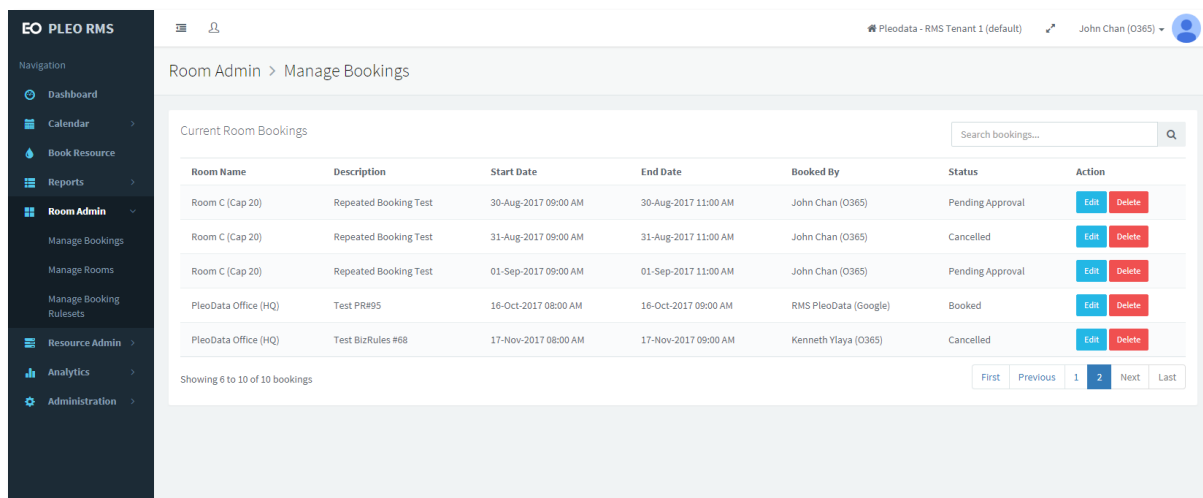 EO PLEO RMS
Pleodata - RMS Tenant 1 (default) John Chan (O365)
Navigation
Dashboard
Calendar
Book Resource
Reports
Room Admin
Manage Bookings
Manage Rooms
Manage Booking
Rulesets
Resource Admin
Analytics
Administration
Room Admin > Manage Bookings
Current Room Bookings
Search bookings...
Room Name Description Start Date End Date Booked By Status Action
Room C (Cap 20) Repeated Booking Test 30-Aug-2017 09:00 AM 30-Aug-2017 11:00 AM John Chan (O365) Pending Approval Edit Delete
Room C (Cap 20) Repeated Booking Test 31-Aug-2017 09:00 AM 31-Aug-2017 11:00 AM John Chan (O365) Cancelled Edit Delete
Room C (Cap 20) Repeated Booking Test 01-Sep-2017 09:00 AM 01-Sep-2017 11:00 AM John Chan (O365) Pending Approval Edit Delete
PleoData Office (HQ) Test PR#95 16-Oct-2017 08:00 AM 16-Oct-2017 09:00 AM RMS PleoData (Google) Booked Edit Delete
PleoData Office (HQ) Test BizRules #68 17-Nov-2017 08:00 AM 17-Nov-2017 09:00 AM Kenneth Ylaya (O365) Cancelled Edit Delete
Showing 6 to 10 of 10 bookings
First Previous 1 2 Next Last